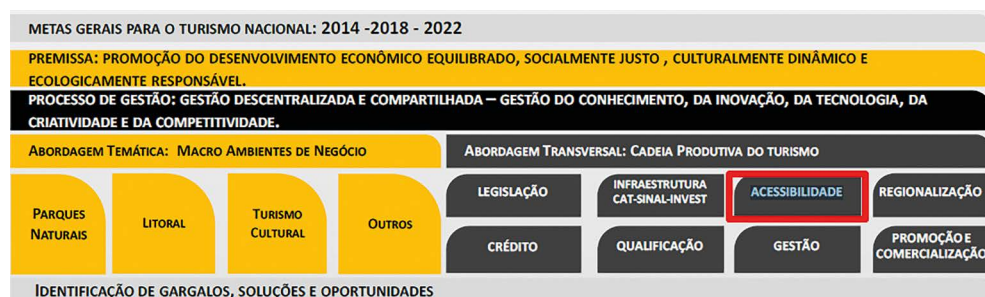 METAS GERAIS PARA O TURISMO NACIONAL: 2014 -2018 - 2022
PREMISSA: PROMOÇÃO DO DESENVOLVIMENTO ECONÔMICO EQUILIBRADO, SOCIALMENTE JUSTO , CULTURALMENTE DINÂMICO E
ECOLOGICAMENTE RESPONSÁVEL.
PROCESSO DE GESTÃO: GESTÃO DESCENTRALIZADA E COMPARTILHADA – GESTÃO DO CONHECIMENTO, DA INOVAÇÃO, DA TECNOLOGIA, DA
CRIATIVIDADE E DA COMPETITIVIDADE.
ABORDAGEM TEMÁTICA: MACRO AMBIENTES DE NEGÓCIO
ABORDAGEM TRANSVERSAL: CADEIA PRODUTIVA DO TURISMO
PARQUES
NATURAIS
LITORAL
TURISMO
CULTURAL
OUTROS
LEGISLAÇÃO
INFRAESTRUTURA
CAT-SINAL-INVEST
ACESSIBILIDADE
REGIONALIZAÇÃO
CRÉDITO
QUALIFICAÇÃO
GESTÃO
PROMOÇÃO E
COMERCIALIZAÇÃO
IDENTIFICAÇÃO DE GARGALOS, SOLUÇÕES E OPORTUNIDADES